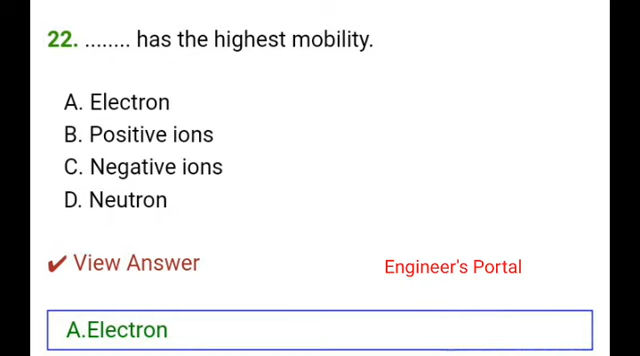 22. ........ has the highest mobility.
A. Electron
B. Positive ions
C. Negative ions
D. Neutron
✔ View Answer
Engineer's Portal
A.Electron